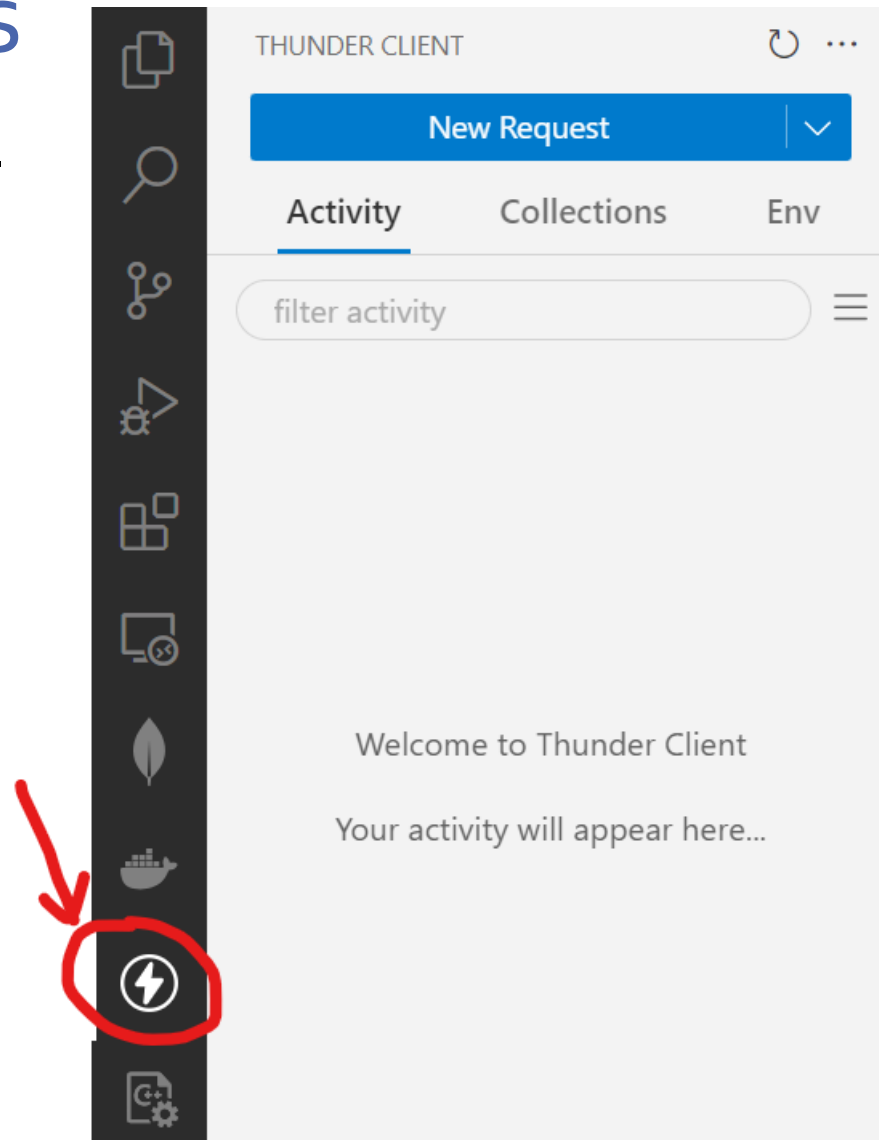 s
THUNDER CLIENT
New Request
Activity Collections Env
filter activity
Welcome to Thunder Client
Your activity will appear here...
C++